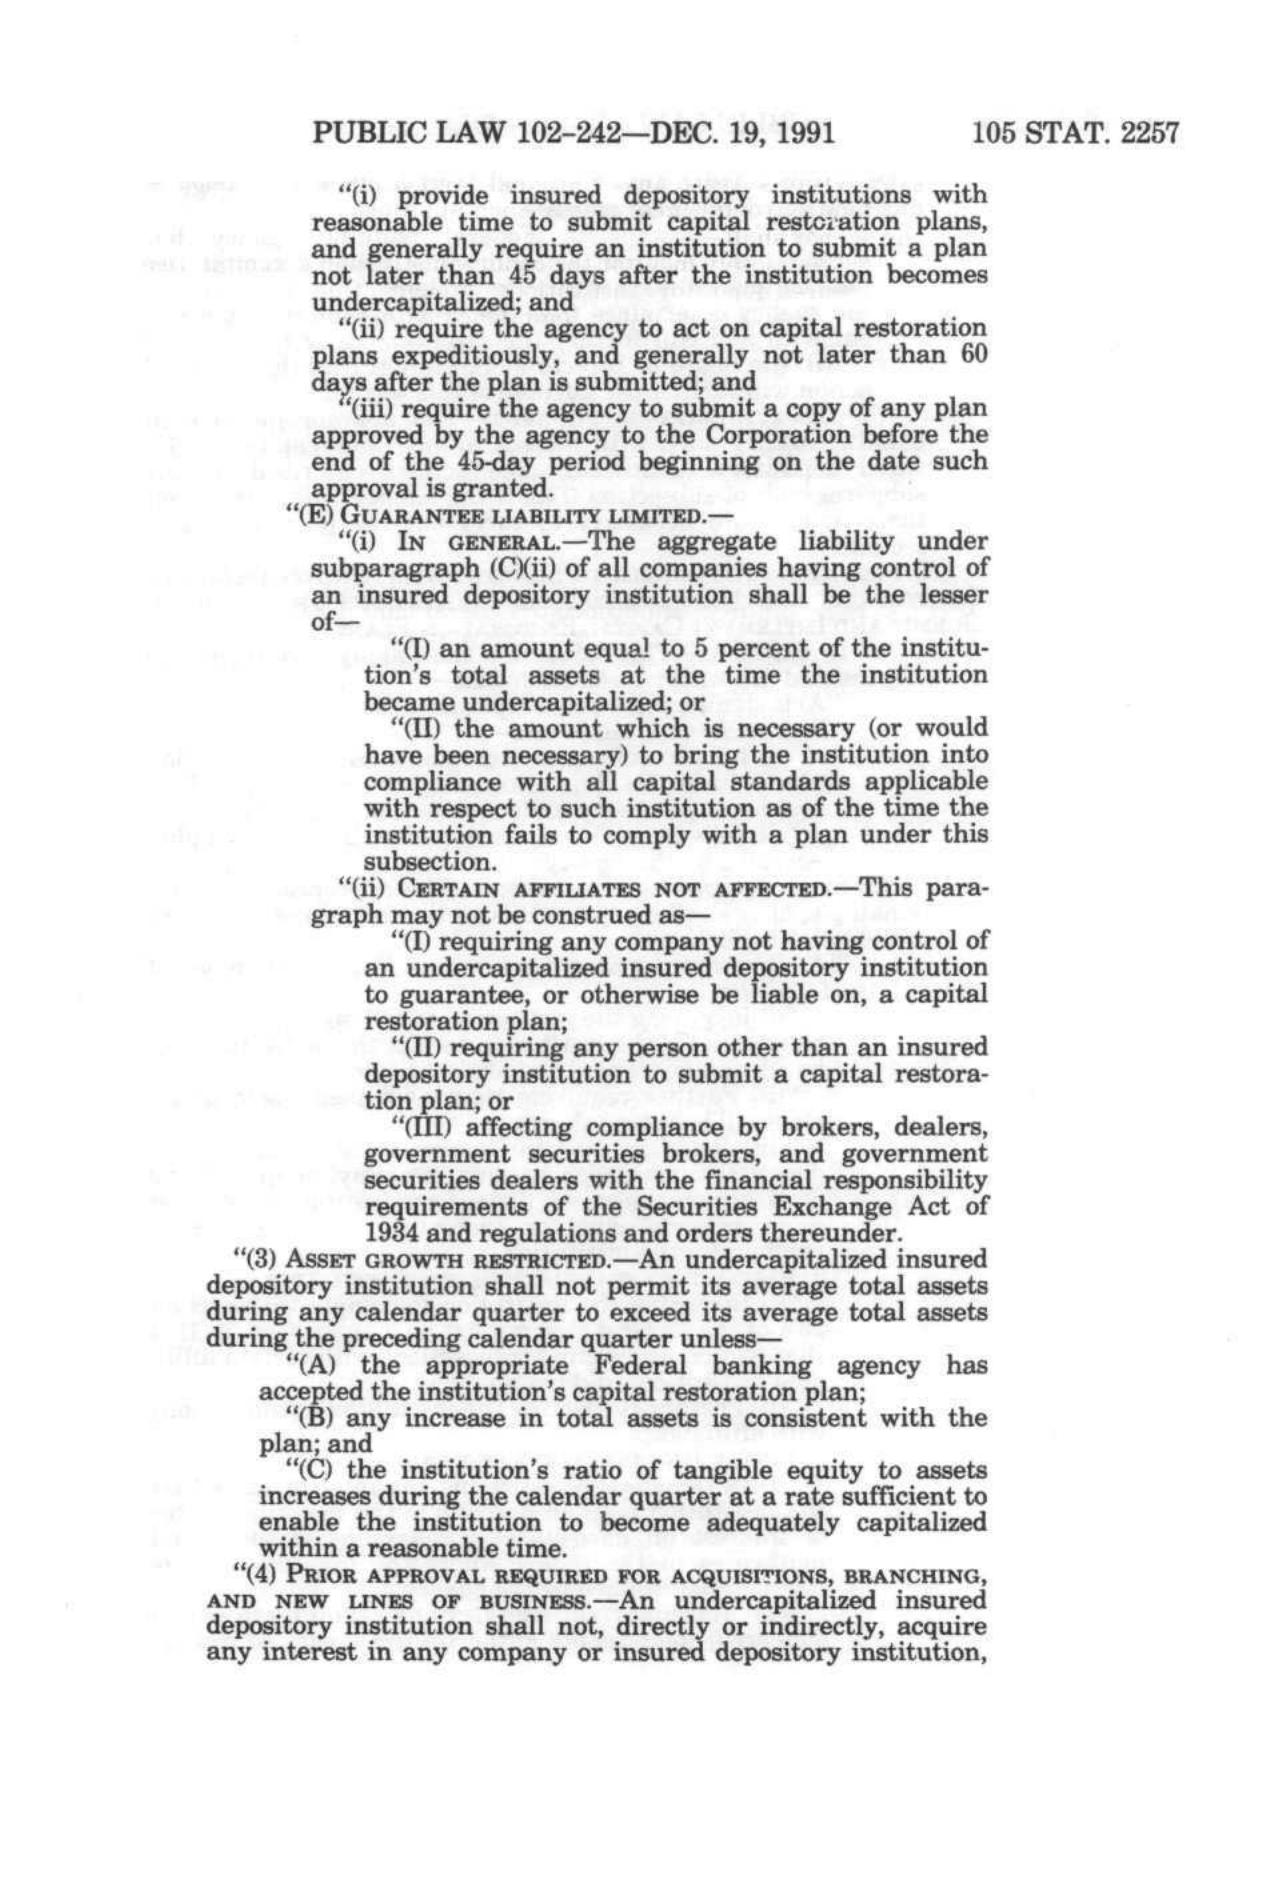 PUBLIC LAW 102–242—DEC. 19, 1991 105 STAT. 2257
“(i) provide insured depository institutions with
reasonable time to submit capital restoration plans,
and generally require an institution to submit a plan
not later than 45 days after the institution becomes
undercapitalized; and
“(ii) require the agency to act on capital restoration
plans expeditiously, and generally not later than 60
days after the plan is submitted; and
“(iii) require the agency to submit a copy of any plan
approved by the agency to the Corporation before the
end of the 45-day period beginning on the date such
approval is granted.
“(E) GUARANTEE LIABILITY LIMITED.—
“(i) IN GENERAL.—The aggregate liability under
subparagraph (C)(ii) of all companies having control of
an insured depository institution shall be the lesser
of—
“(I) an amount equal to 5 percent of the institu-
tion's total assets at the time the institution
became undercapitalized; or
“(II) the amount which is necessary (or would
have been necessary) to bring the institution into
compliance with all capital standards applicable
with respect to such institution as of the time the
institution fails to comply with a plan under this
subsection.
“(ii) CERTAIN AFFILIATES NOT AFFECTED.—This para-
graph may not be construed as—
“(I) requiring any company not having control of
an undercapitalized insured depository institution
to guarantee, or otherwise be liable on, a capital
restoration plan;
“(II) requiring any person other than an insured
depository institution to submit a capital restora-
tion plan; or
“(III) affecting compliance by brokers, dealers,
government securities brokers, and government
securities dealers with the financial responsibility
requirements of the Securities Exchange Act of
1934 and regulations and orders thereunder.
“(3) ASSET GROWTH RESTRICTED.—An undercapitalized insured
depository institution shall not permit its average total assets
during any calendar quarter to exceed its average total assets
during the preceding calendar quarter unless—
“(A) the appropriate Federal banking agency has
accepted the institution's capital restoration plan;
“(B) any increase in total assets is consistent with the
plan; and
“(C) the institution's ratio of tangible equity to assets
increases during the calendar quarter at a rate sufficient to
enable the institution to become adequately capitalized
within a reasonable time.
“(4) PRIOR APPROVAL REQUIRED FOR ACQUISITIONS, BRANCHING,
AND NEW LINES OF BUSINESS.—An undercapitalized insured
depository institution shall not, directly or indirectly, acquire
any interest in any company or insured depository institution,